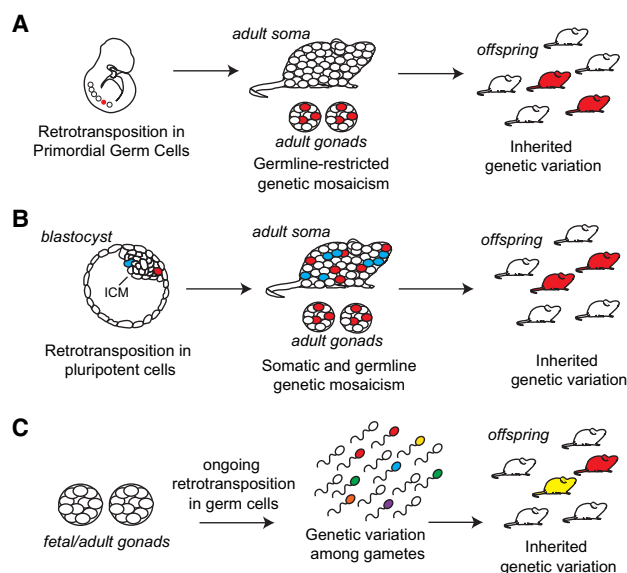 A
adult soma
offspring
Retrotransposition in
Primordial Germ Cells
adult gonads
Germline-restricted
genetic mosaicism
Inherited
genetic variation
B
blastocyst
ICM
adult soma
offspring
Retrotransposition in
pluripotent cells
adult gonads
Somatic and germline
genetic mosaicism
Inherited
genetic variation
C
fetal/adult gonads
ongoing
retrotransposition
in germ cells
Genetic variation
among gametes
offspring
Inherited
genetic variation